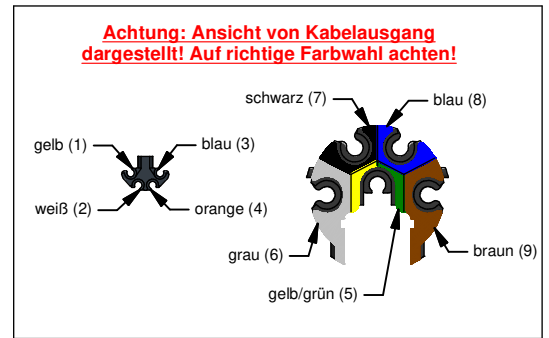 Achtung: Ansicht von Kabelausgang
dargestellt! Auf richtige Farbwahl achten!
schwarz (7)
blau (8)
gelb (1)
blau (3)
weiß (2)
orange (4)
grau (6)
braun (9)
gelb/grün (5)